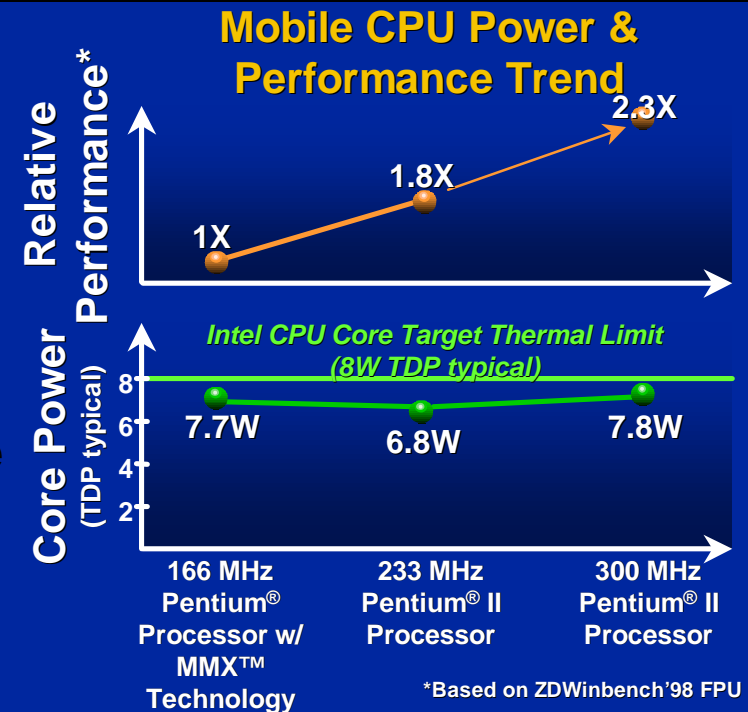 Mobile CPU Power &
Performance Trend
Relative
Performance*
1X
1.8X
2.3X
Core Power
(TDP typical)
Intel CPU Core Target Thermal Limit
(8W TDP typical)
8
6
4
2
7.7W
6.8W
7.8W
166 MHz
Pentium®
Processor w/
MMX™
Technology
233 MHz
Pentium® II
Processor
300 MHz
Pentium® II
Processor
*Based on ZDWinbench'98 FPU